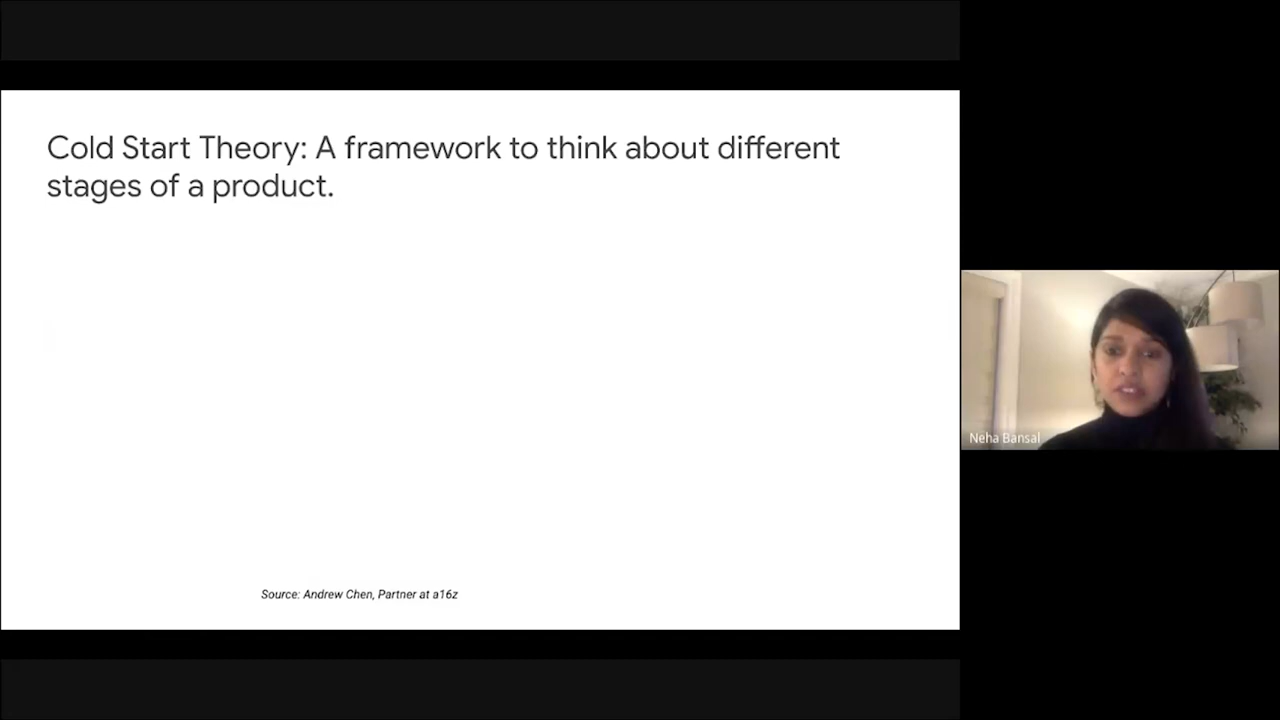 Cold Start Theory: A framework to think about different
stages of a product.
Neha Bansal
Source: Andrew Chen, Partner at a16z